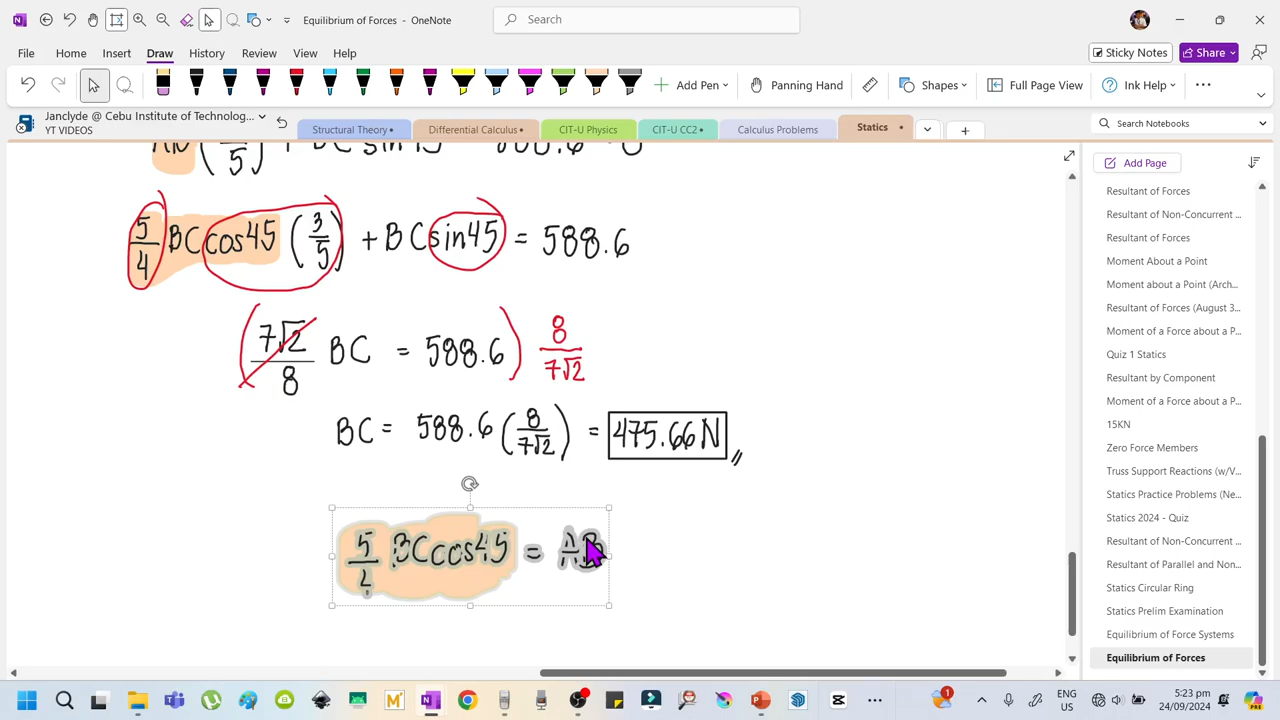 Equilibrium of Forces - OneNote
Search
File Home Insert Draw History Review View Help
Sticky Notes
Share
Add Pen
Panning Hand
Shapes
Full Page View
Ink Help
Janclyde @ Cebu Institute of Technolog...
YT VIDEOS
Structural Theory
Differential Calculus
CIT-U Physics
CIT-U CC2
Calculus Problems
Statics
Search Notebooks
Add Page
5/4 BC cos45 (3/5) + BC sin45 = 588.6
(7√2/8 BC = 588.6) 8/7√2
BC = 588.6 (8/7√2) = 475.66 N
5/4 BC cos45 = AB
Resultant of Forces
Resultant of Non-Concurrent ...
Resultant of Forces
Moment About a Point
Moment about a Point (Arch...
Resultant of Forces (August 3...
Moment of a Force about a P...
Quiz 1 Statics
Resultant by Component
Moment of a Force about a P...
15KN
Zero Force Members
Truss Support Reactions (w/V...
Statics Practice Problems (Ne...
Statics 2024 - Quiz
Resultant of NonConcurrent ...
Resultant of Parallel and Non...
Statics Circular Ring
Statics Prelim Examination
Equilibrium of Force Systems
Equilibrium of Forces
1
ENG
US
5:23 pm
24/09/2024